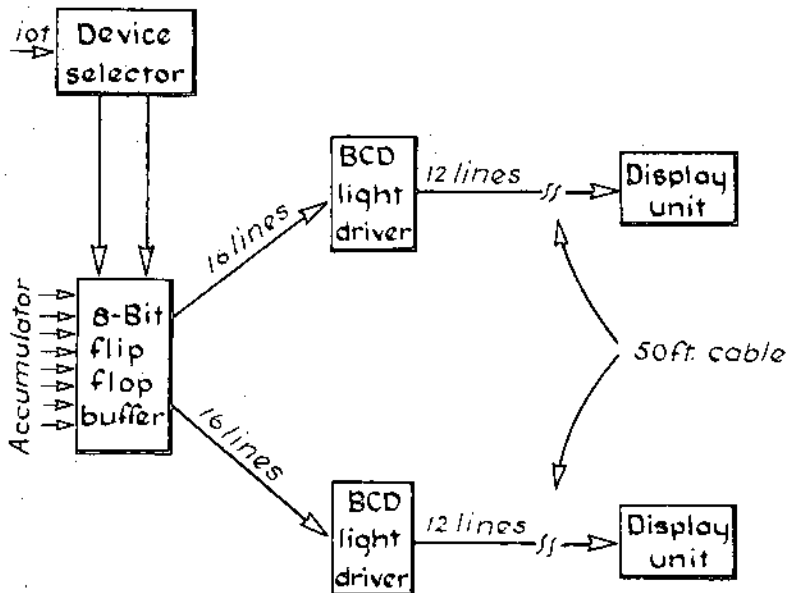 iot
Device
selector
BCD
light
driver
12 lines
Display
unit
16 lines
Accumulator
8-Bit
flip
flop
buffer
50ft. cable
16 lines
BCD
light
driver
12 lines
Display
unit